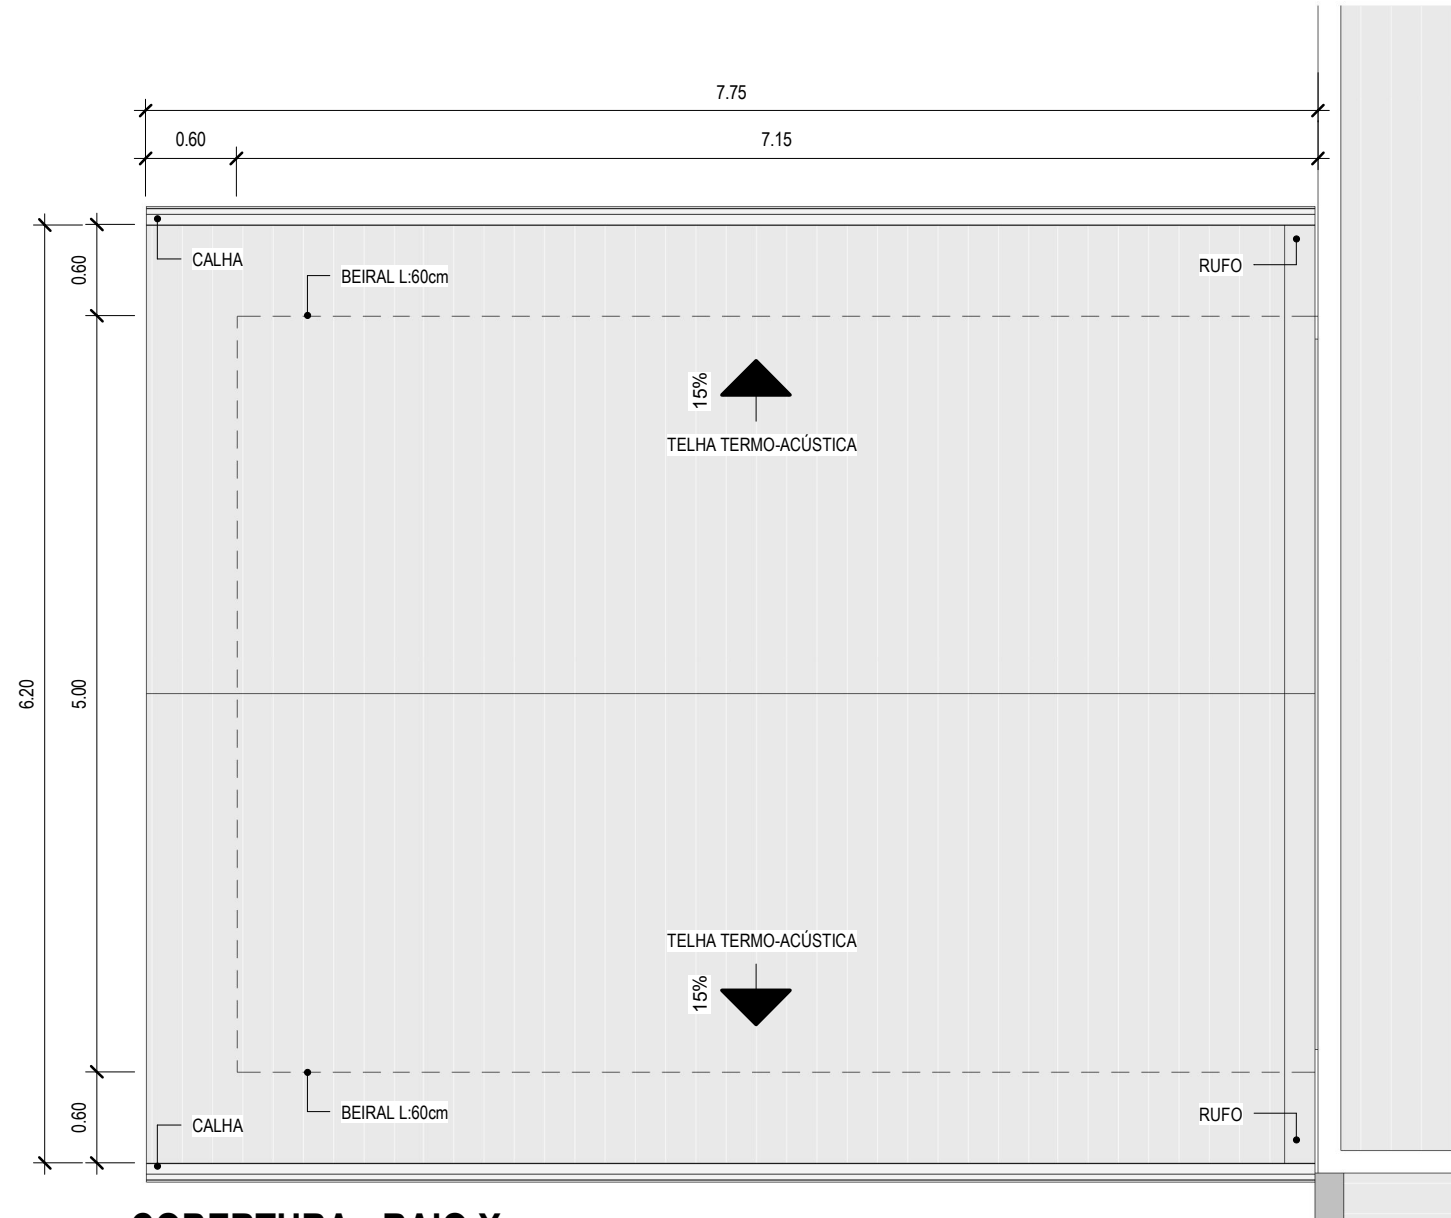 7.75
0.60
7.15
CALHA
0.60
BEIRAL L:60cm
RUFO
15%
TELHA TERMO-ACÚSTICA
6.20
5.00
TELHA TERMO-ACÚSTICA
15%
BEIRAL L:60cm
RUFO
0.60
CALHA